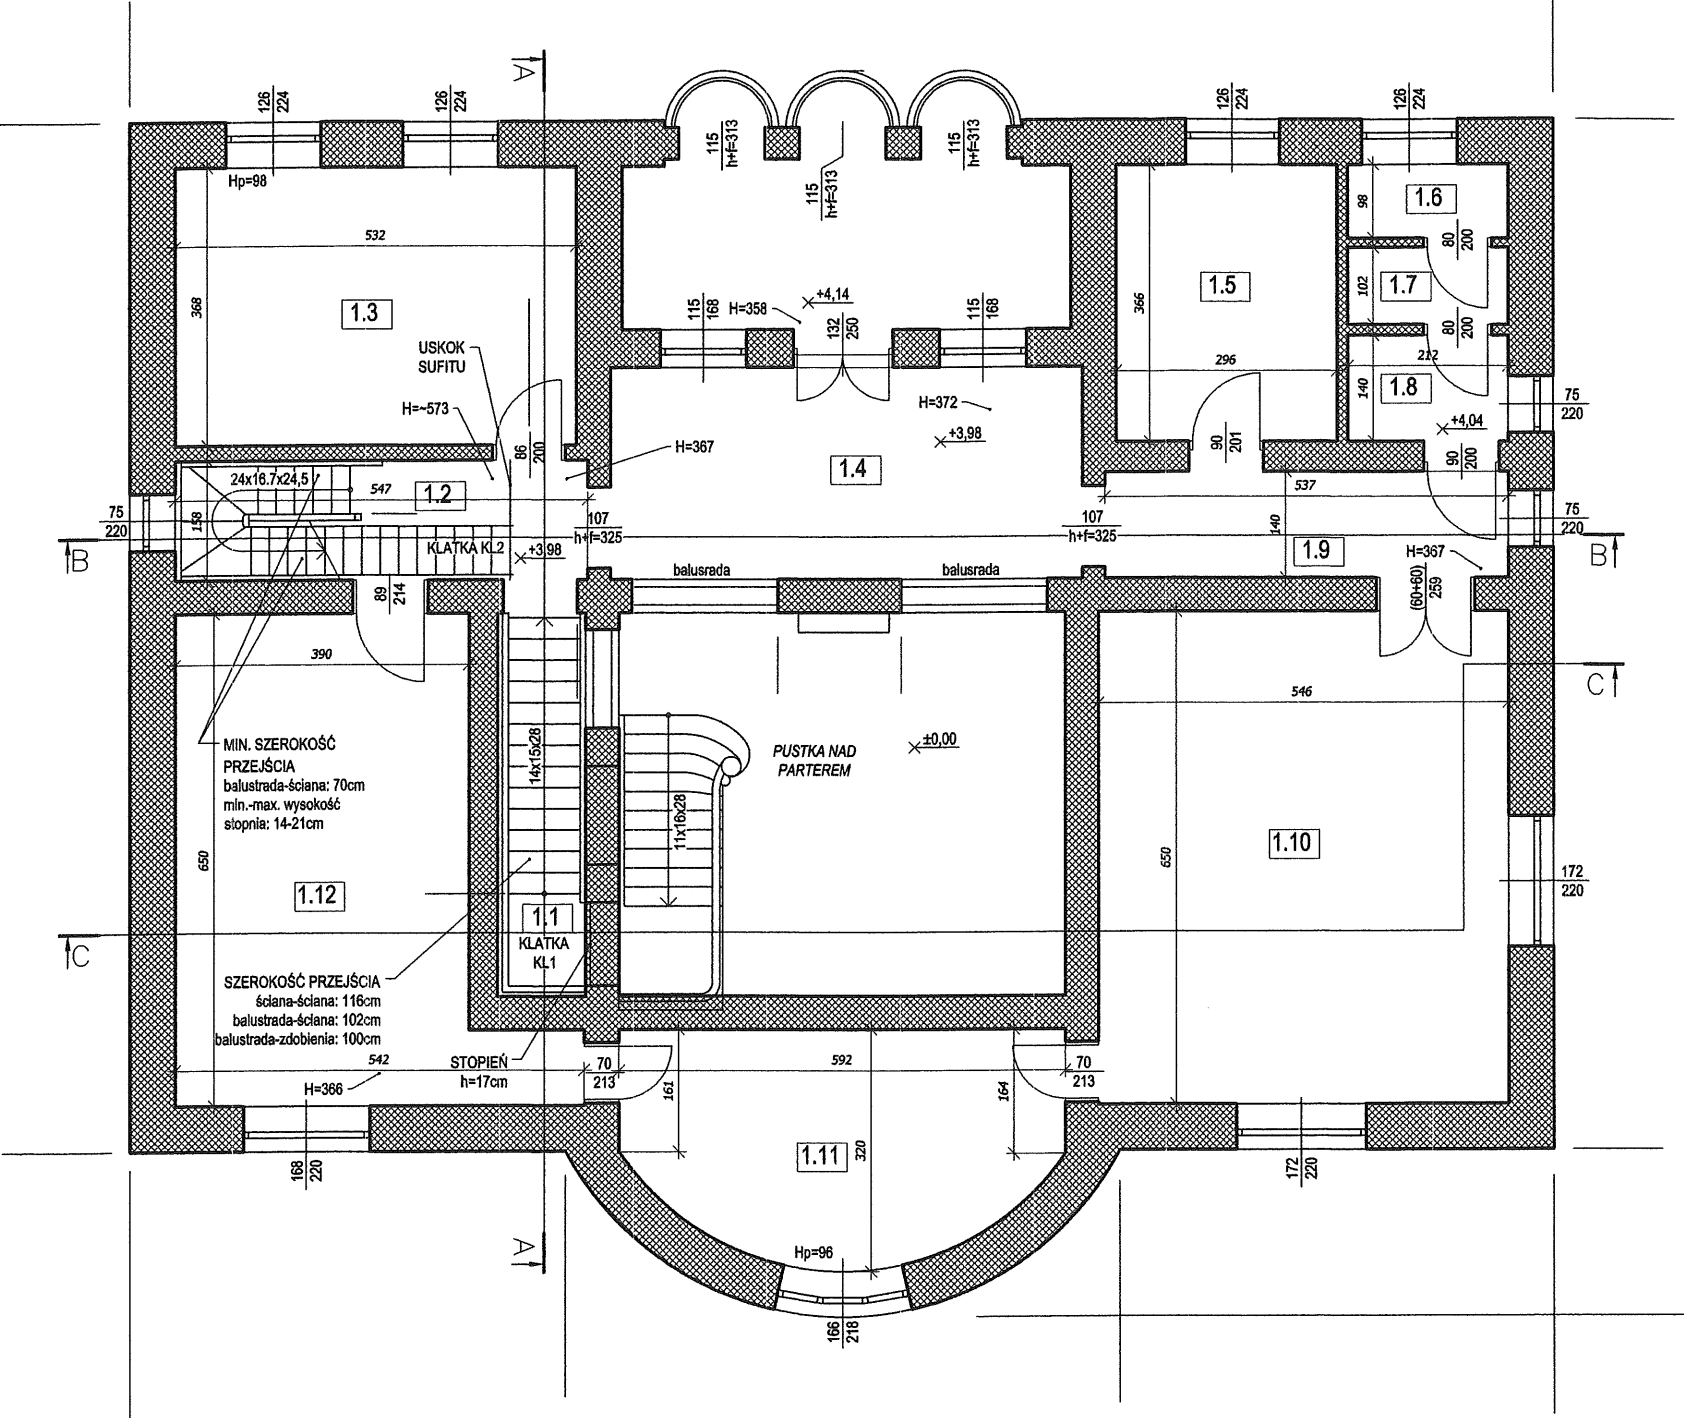 A
126
224
126
224
126
224
126
224
115
h+f=313
115
h+f=313
115
h+f=313
Hp=98
98
1.6
80
200
532
1.3
368
102
1.7
80
200
1.5
366
+4,14
H=358
132
250
115
168
115
168
USKOK
SUFITU
296
212
140
1.8
75
220
H=~573
H=372
+3,98
+4,04
H=367
86
200
90
201
90
200
1.4
24x16.7x24,5
547
1.2
537
158
75
220
107
h+f=325
107
h+f=325
140
75
220
B
KLATKA KL2
+3,98
1.9
H=367
B
balusrada
balusrada
89
214
(60+60)
259
390
C
546
MIN. SZEROKOŚĆ
PRZEJŚCIA
balustrada-ściana: 70cm
min.-max. wysokość
stopnia: 14-21cm
14x15x28
PUSTKA NAD
PARTEREM
±0,00
11x16x28
650
650
1.10
172
220
1.12
1.1
KLATKA
KL1
C
SZEROKOŚĆ PRZEJŚCIA
ściana-ściana: 116cm
balustrada-ściana: 102cm
balustrada-zdobienia: 100cm
542
STOPIEŃ
h=17cm
70
213
592
70
213
H=366
161
164
1.11
320
168
220
172
220
A
Hp=96
166
218